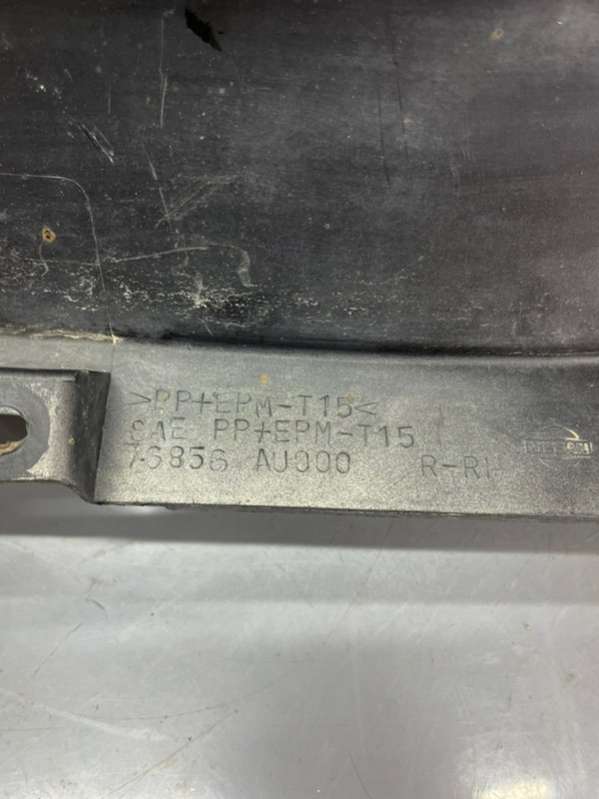 >PP+EPM-T15<
SAE PP+EPM-T15
76856 AU000 R-RH